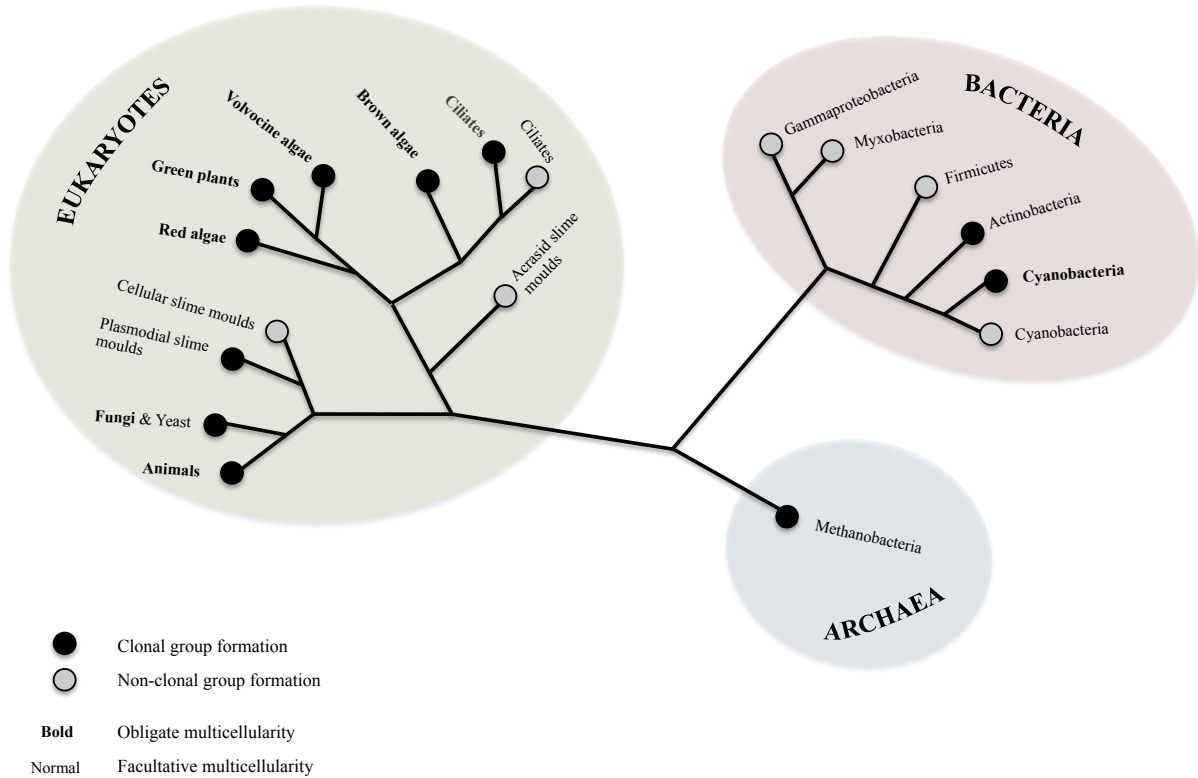 EUKARYOTES
Volvocine algae
Brown algae
Ciliates
Ciliates
Green plants
Red algae
Acrasid slime
moulds
Cellular slime moulds
Plasmodial slime
moulds
Fungi & Yeast
Animals
BACTERIA
Gammaproteobacteria
Myxobacteria
Firmicutes
Actinobacteria
Cyanobacteria
Cyanobacteria
Methanobacteria
ARCHAEA
Clonal group formation
Non-clonal group formation
Bold Obligate multicellularity
Normal Facultative multicellularity